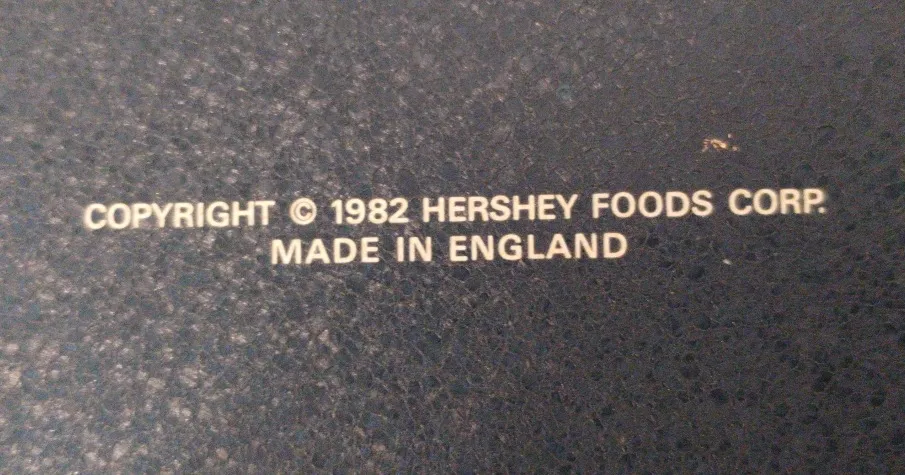 COPYRIGHT © 1982 HERSHEY FOODS CORP.
MADE IN ENGLAND